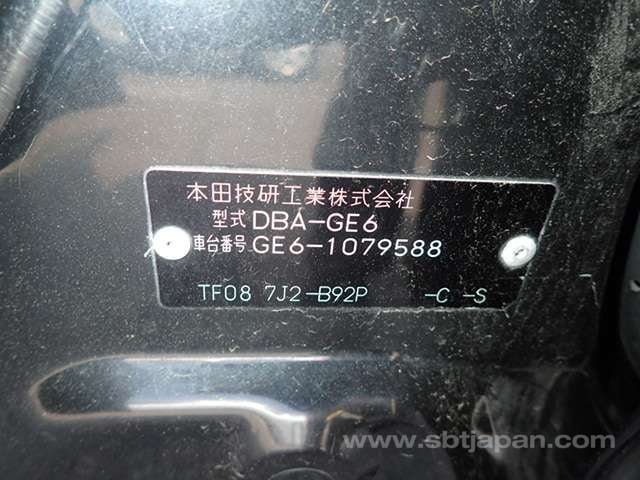 本田技研工業株式会社
型式 DBA-GE6
車台番号 GE6-1079588
TF08 7J2-B92P -C -S
www.sbtjapan.com